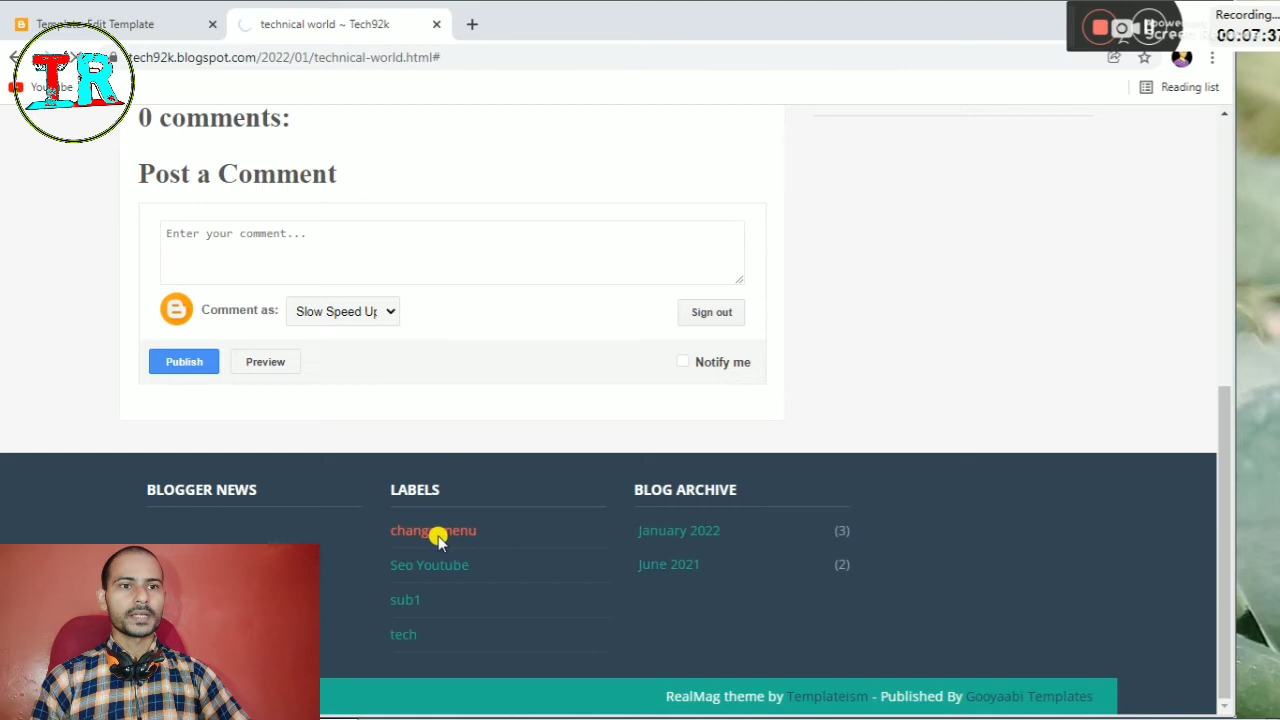 Template: Edit Template
technical world ~ Tech92k
Recording...
00:07:37
tech92k.blogspot.com/2022/01/technical-world.html#
TR
Reading list
0 comments:
Post a Comment
Enter your comment...
Comment as:
Slow Speed Up
Sign out
Publish
Preview
Notify me
BLOGGER NEWS
LABELS
BLOG ARCHIVE
January 2022
(3)
Seo Youtube
June 2021
(2)
sub1
tech
RealMag theme by Templateism - Published By Gooyaabi Templates